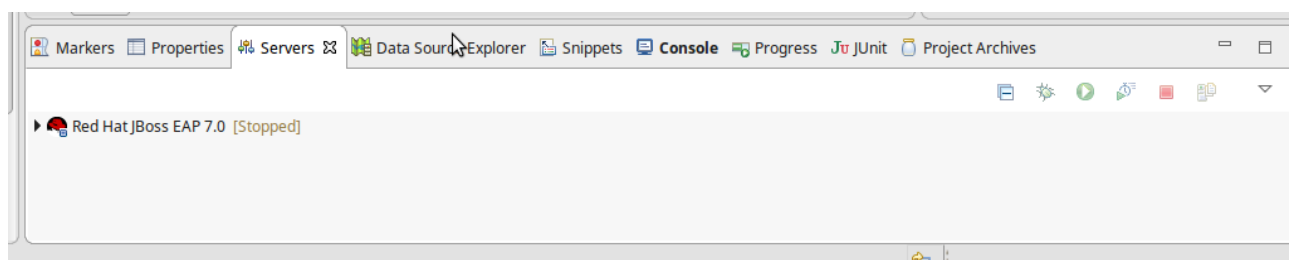 Markers Properties Servers Data Source Explorer Snippets Console Progress JUnit Project Archives
Red Hat JBoss EAP 7.0 [Stopped]